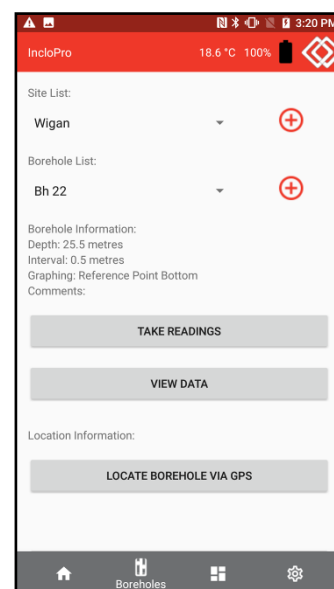 3:20 PM
IncloPro 18.6 °C 100%
Site List:
Wigan
Borehole List:
Bh 22
Borehole Information:
Depth: 25.5 metres
Interval: 0.5 metres
Graphing: Reference Point Bottom
Comments:
TAKE READINGS
VIEW DATA
Location Information:
LOCATE BOREHOLE VIA GPS
Boreholes